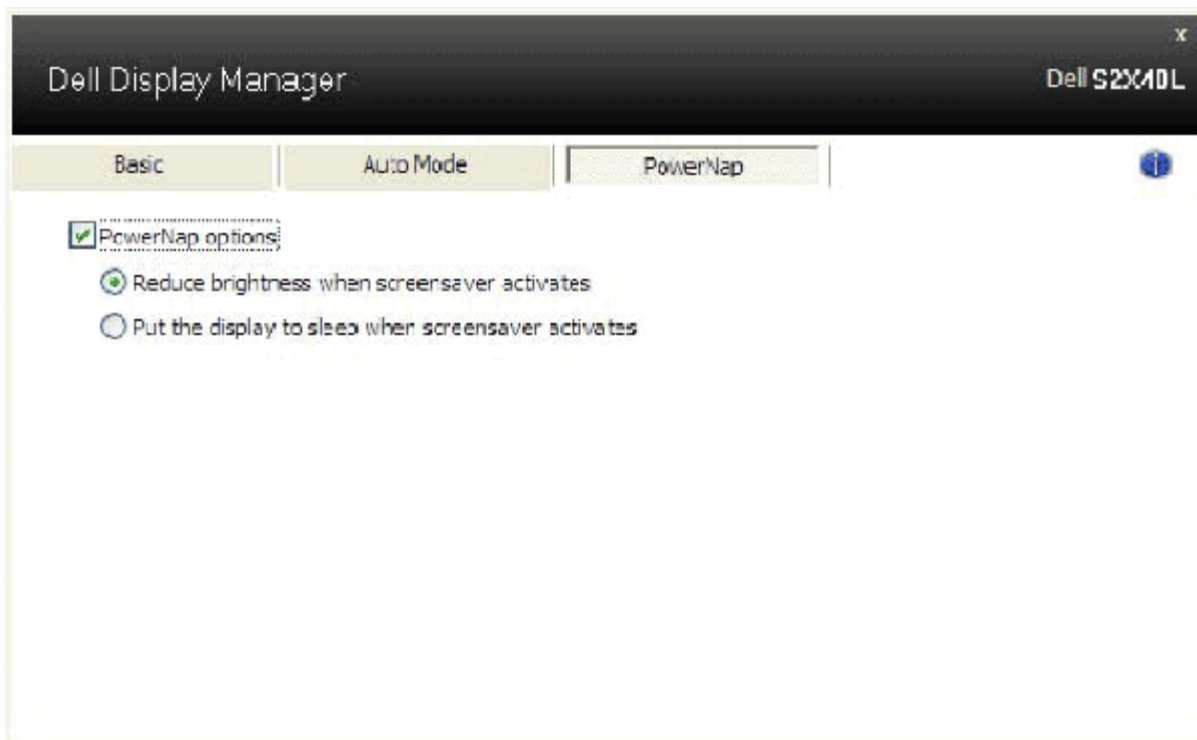 x
Dell Display Manager
Dell S2X40L
Basic
Auto Mode
PowerNap
PowerNap options
Reduce brightness when screensaver activates
Put the display to sleep when screensaver activates